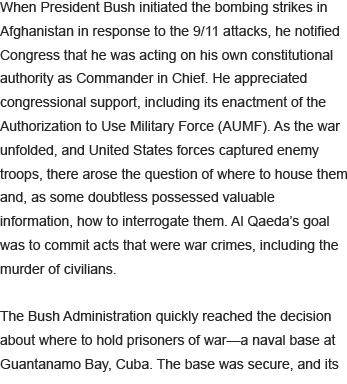 When President Bush initiated the bombing strikes in
Afghanistan in response to the 9/11 attacks, he notified
Congress that he was acting on his own constitutional
authority as Commander in Chief. He appreciated
congressional support, including its enactment of the
Authorization to Use Military Force (AUMF). As the war
unfolded, and United States forces captured enemy
troops, there arose the question of where to house them
and, as some doubtless possessed valuable
information, how to interrogate them. Al Qaeda’s goal
was to commit acts that were war crimes, including the
murder of civilians.

The Bush Administration quickly reached the decision
about where to hold prisoners of war—a naval base at
Guantanamo Bay, Cuba. The base was secure, and its